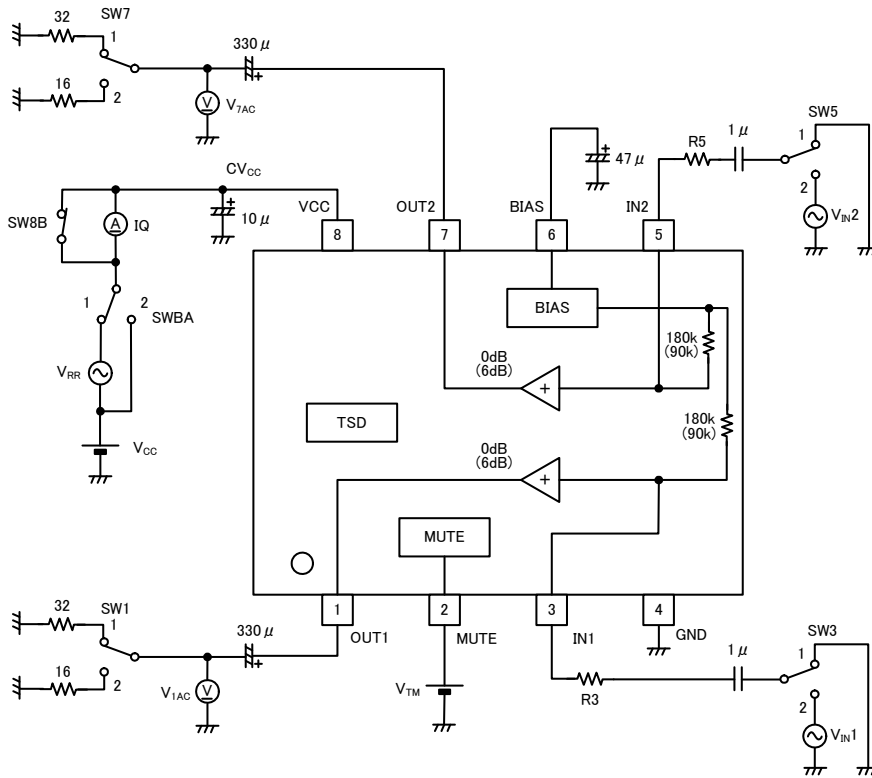 32
SW7
1
16
2
330μ
V7AC
CVCC
SW8B
A
IQ
10μ
VCC
OUT2
BIAS
47μ
IN2
R5
1μ
SW5
1
2
VIN2
8
7
6
5
1
2
SWBA
VRR
VCC
BIAS
180k
(90k)
0dB
(6dB)
+
180k
(90k)
TSD
0dB
(6dB)
+
MUTE
1
2
3
4
OUT1
MUTE
IN1
GND
32
SW1
1
16
2
330μ
V
V1AC
VTM
R3
1μ
SW3
1
2
VIN1
V
+
+
+
+